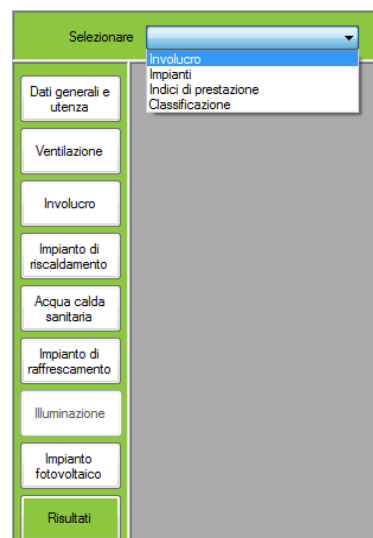 Selezionare
Involucro
Impianti
Indici di prestazione
Classificazione
Dati generali e
utenza
Ventilazione
Involucro
Impianto di
riscaldamento
Acqua calda
sanitaria
Impianto di
raffrescamento
Illuminazione
Impianto
fotovoltaico
Risultati